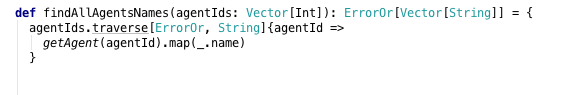 def findAllAgentsNames(agentIds: Vector[Int]): ErrorOr[Vector[String]] = {
agentIds.traverse[ErrorOr, String]{agentId =>
getAgent(agentId).map(_.name)
}